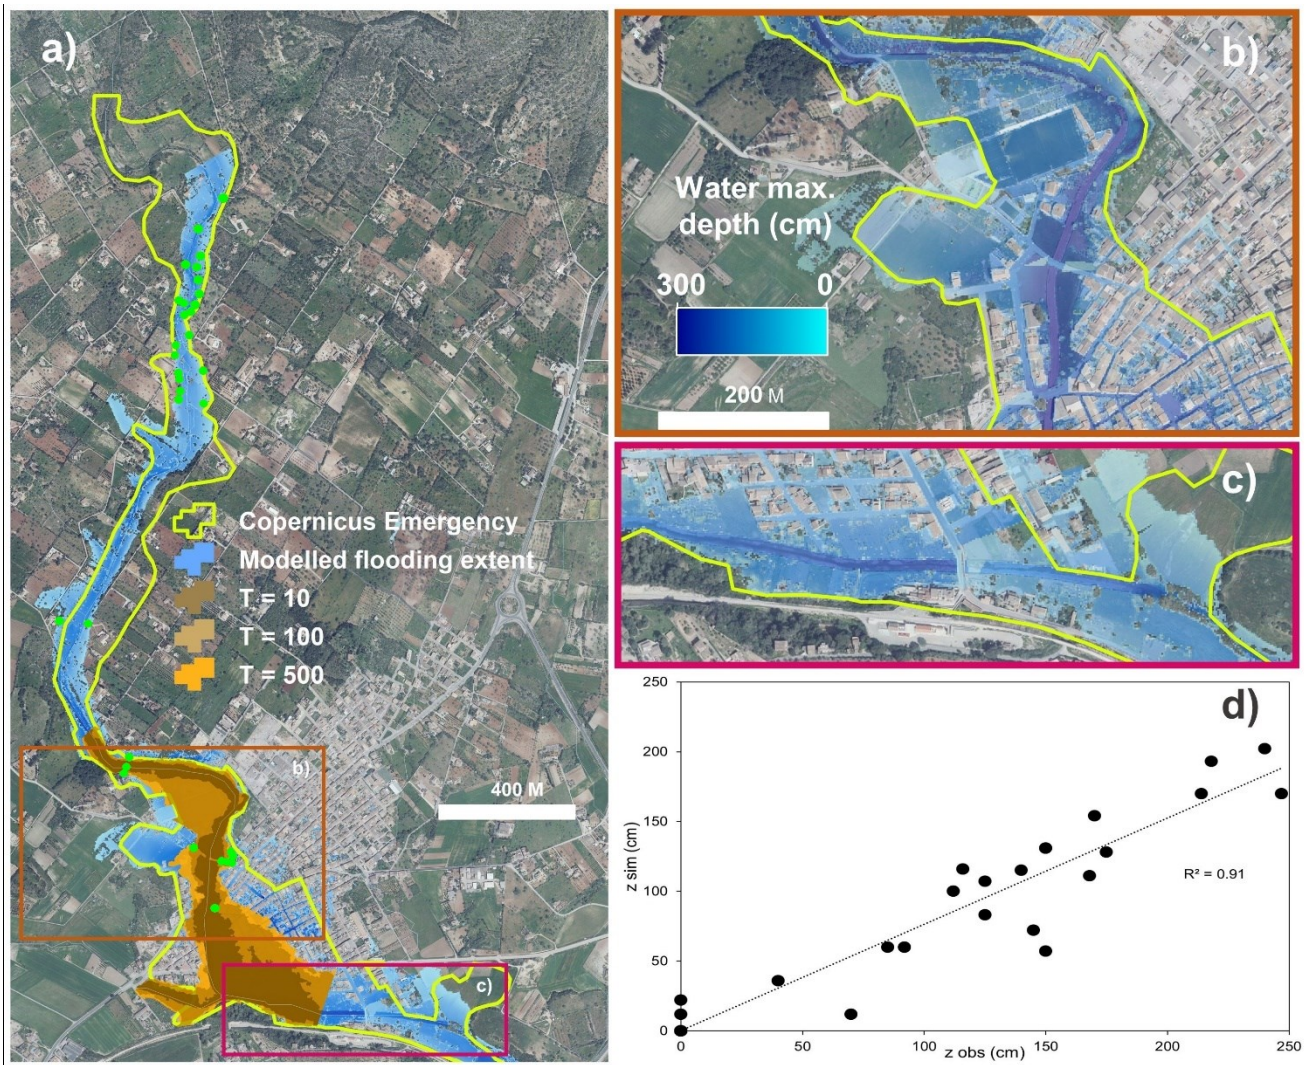 a)
Copernicus Emergency
Modelled flooding extent
T = 10
T = 100
T = 500
400 M
b)
c)
b)
Water max.
depth (cm)
300 0
200 M
c)
d)
250
200
150
100
50
0
z sim (cm)
R² = 0.91
0 50 100 150 200 250
z obs (cm)